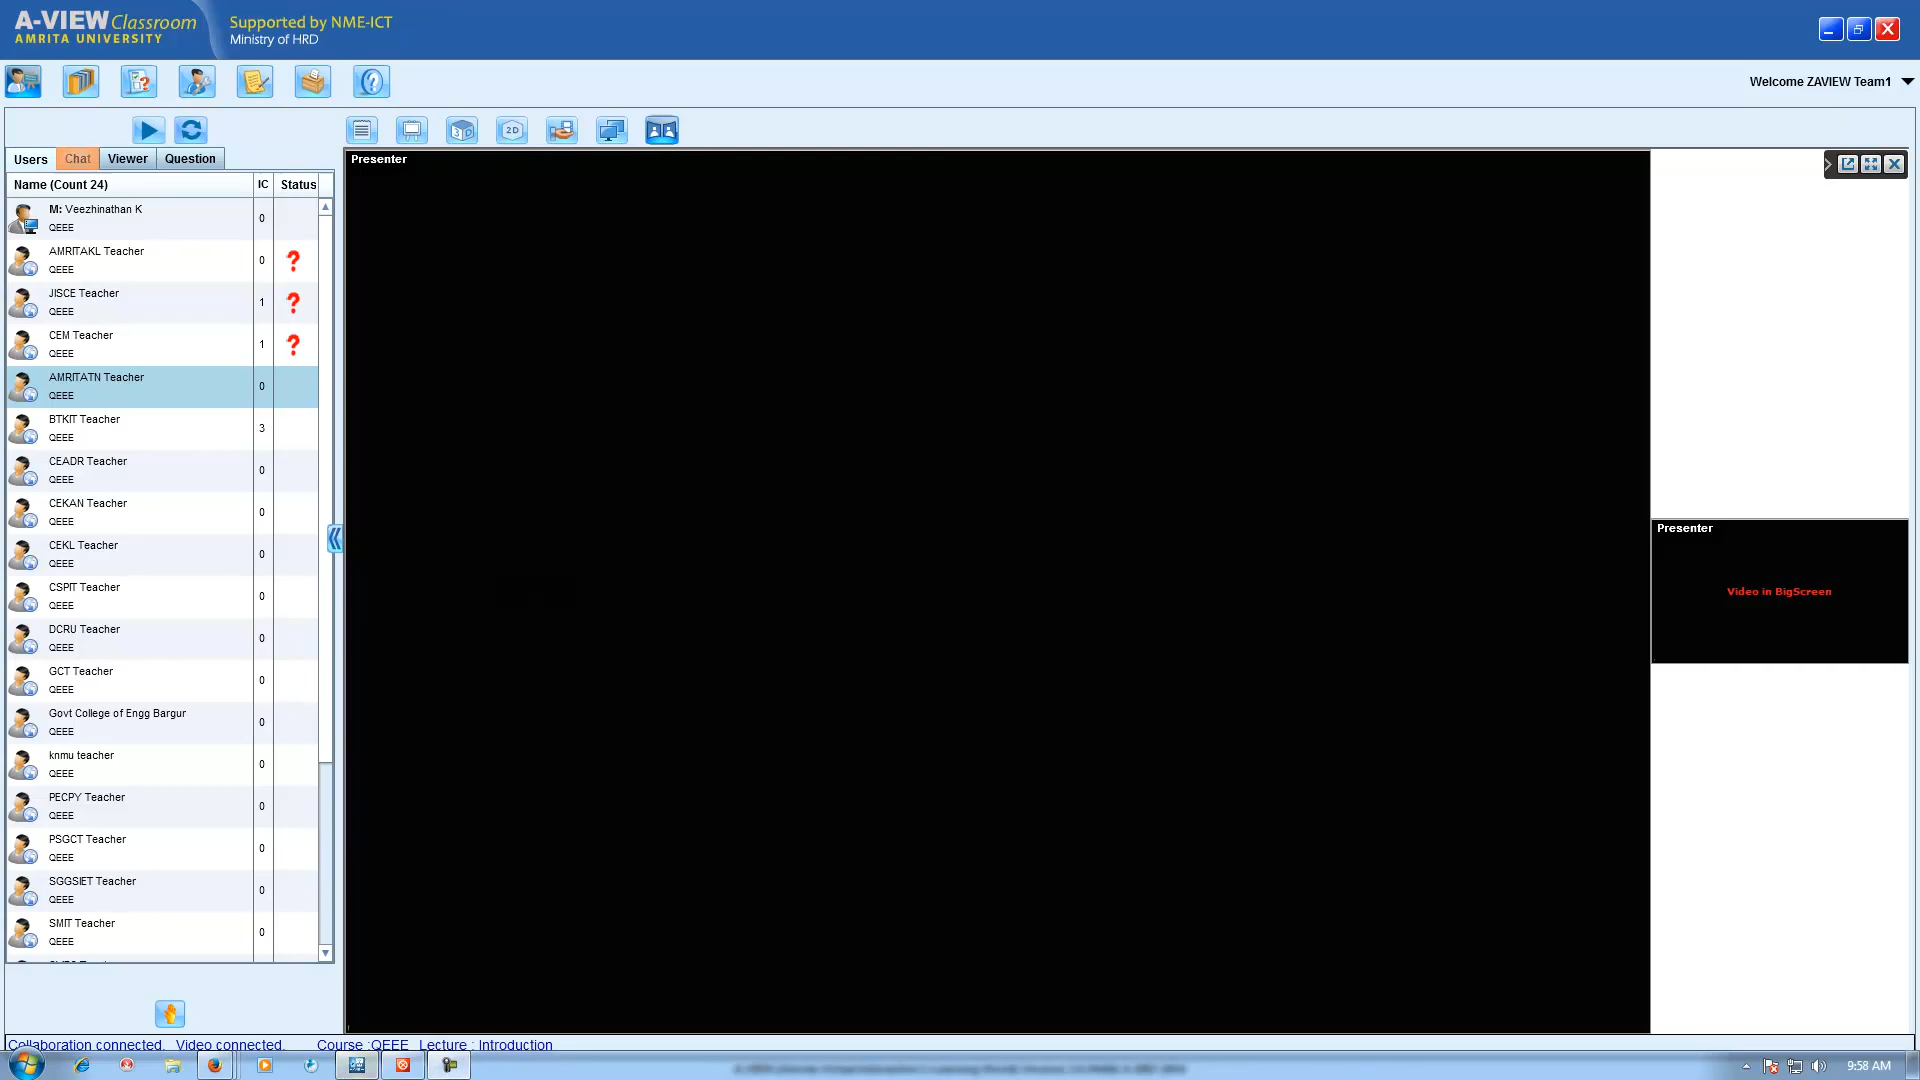 A-VIEW Classroom
AMRITA UNIVERSITY
Supported by NME-ICT
Ministry of HRD
Welcome ZAVIEW Team1
3D
2D
Users Chat Viewer Question
Name (Count 24) IC Status
M: Veezhinathan K
QEEE
0
AMRITAKL Teacher
QEEE
0 ?
JISCE Teacher
QEEE
1 ?
CEM Teacher
QEEE
1 ?
AMRITATN Teacher
QEEE
0
BTKIT Teacher
QEEE
3
CEADR Teacher
QEEE
0
CEKAN Teacher
QEEE
0
CEKL Teacher
QEEE
0
CSPIT Teacher
QEEE
0
DCRU Teacher
QEEE
0
GCT Teacher
QEEE
0
Govt College of Engg Bargur
QEEE
0
knmu teacher
QEEE
0
PECPY Teacher
QEEE
0
PSGCT Teacher
QEEE
0
SGGSIET Teacher
QEEE
0
SMIT Teacher
QEEE
0
Presenter
Presenter
Video in BigScreen
Collaboration connected. Video connected. Course :QEEE Lecture : Introduction
9:58 AM